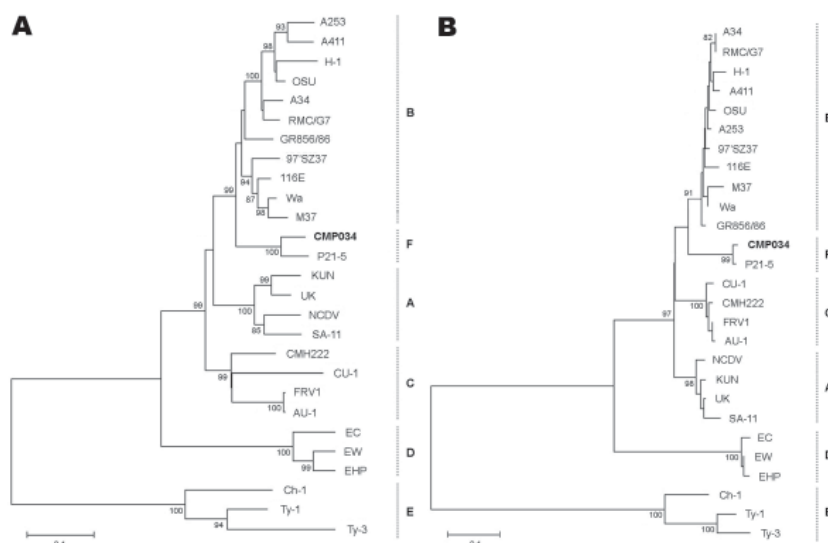 A
A253
93
A411
98
H-1
100
OSU
A34
RMC/G7
B
GR856/86
97'SZ37
94
116E
99
87
Wa
98
M37
CMP034
F
100
P21-5
KUN
99
UK
A
99
100
NCDV
85
SA-11
CMH222
99
CU-1
C
FRV1
100
AU-1
EC
EW
D
99
EHP
Ch-1
100
Ty-1
E
94
Ty-3
B
A34
82
RMC/G7
H-1
A411
OSU
A253
97'SZ37
116E
M37
91
Wa
GR856/86
CMP034
99
P21-5
CU-1
100
CMH222
97
FRV1
AU-1
NCDV
98
KUN
A
UK
SA-11
EC
100
EW
D
EHP
Ch-1
100
Ty-1
100
Ty-3